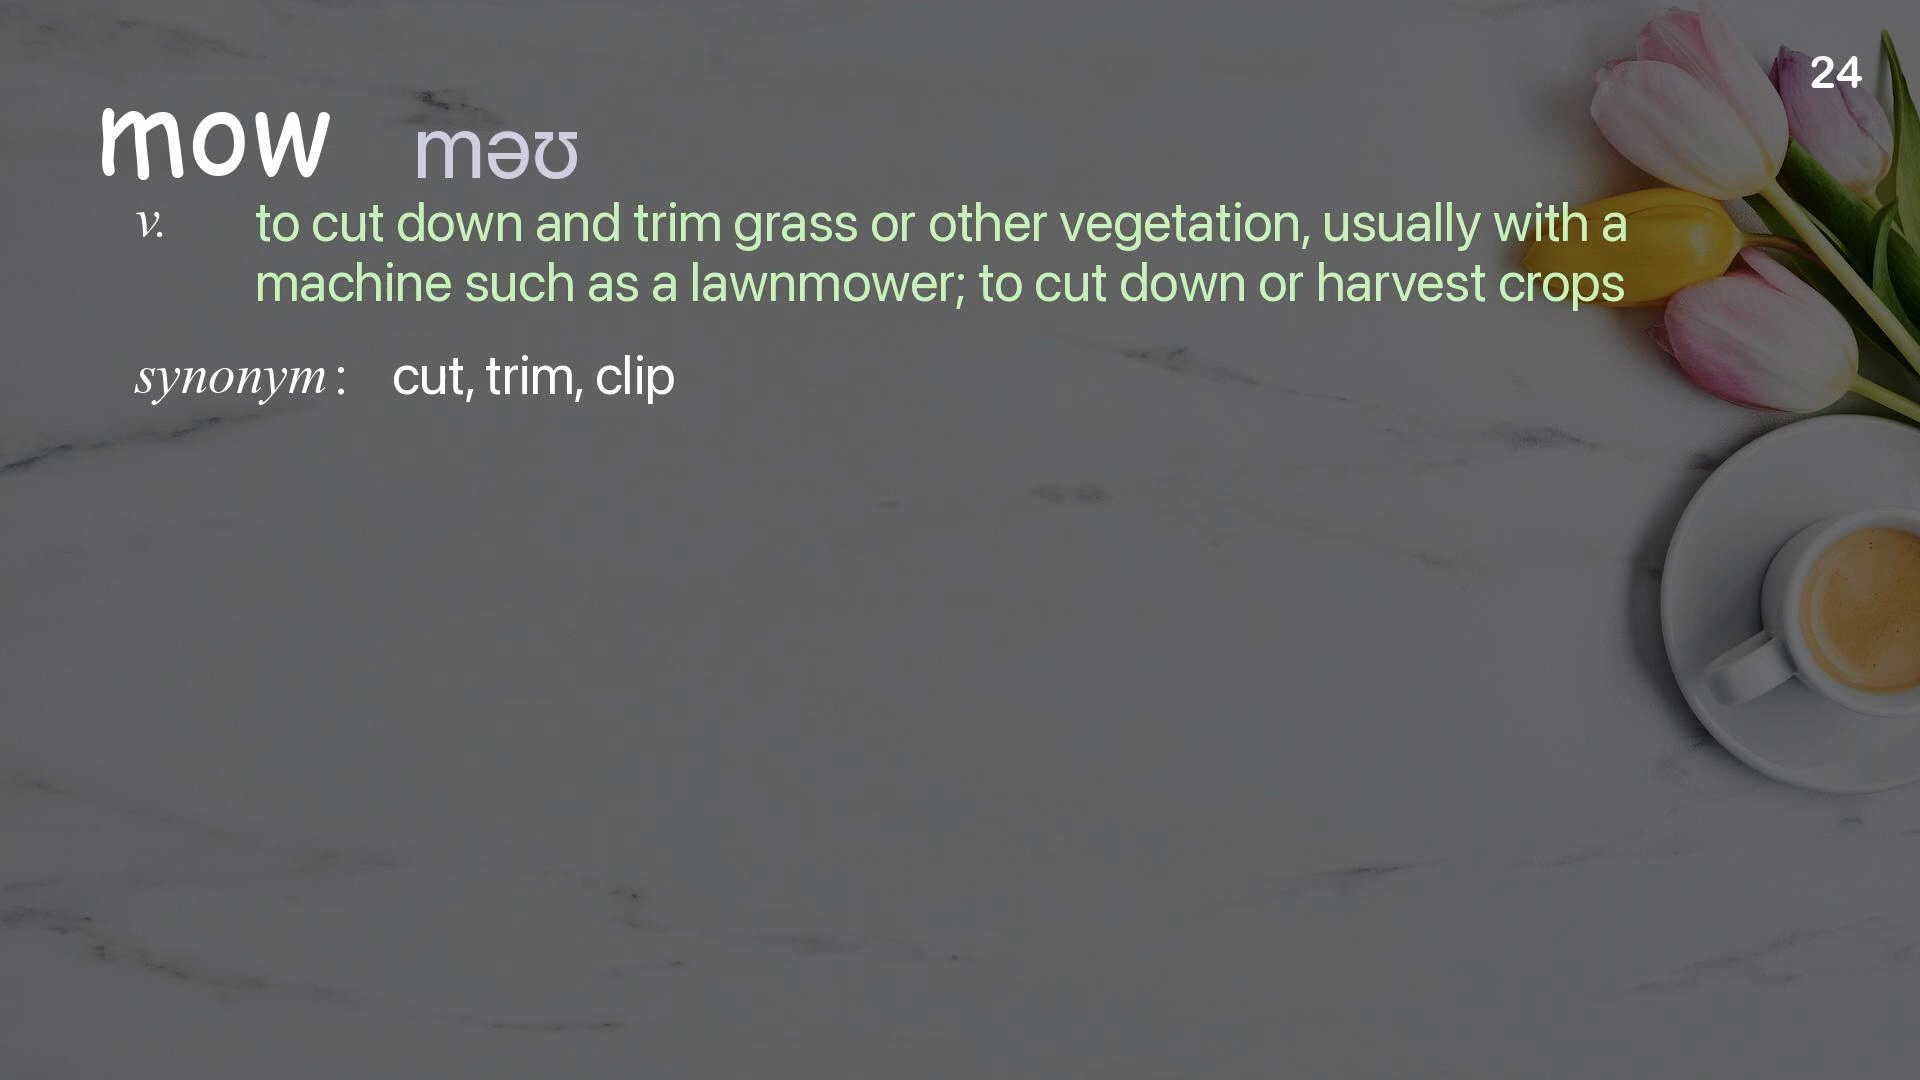 24
mow məʊ
v. to cut down and trim grass or other vegetation, usually with a
machine such as a lawnmower; to cut down or harvest crops
synonym: cut, trim, clip